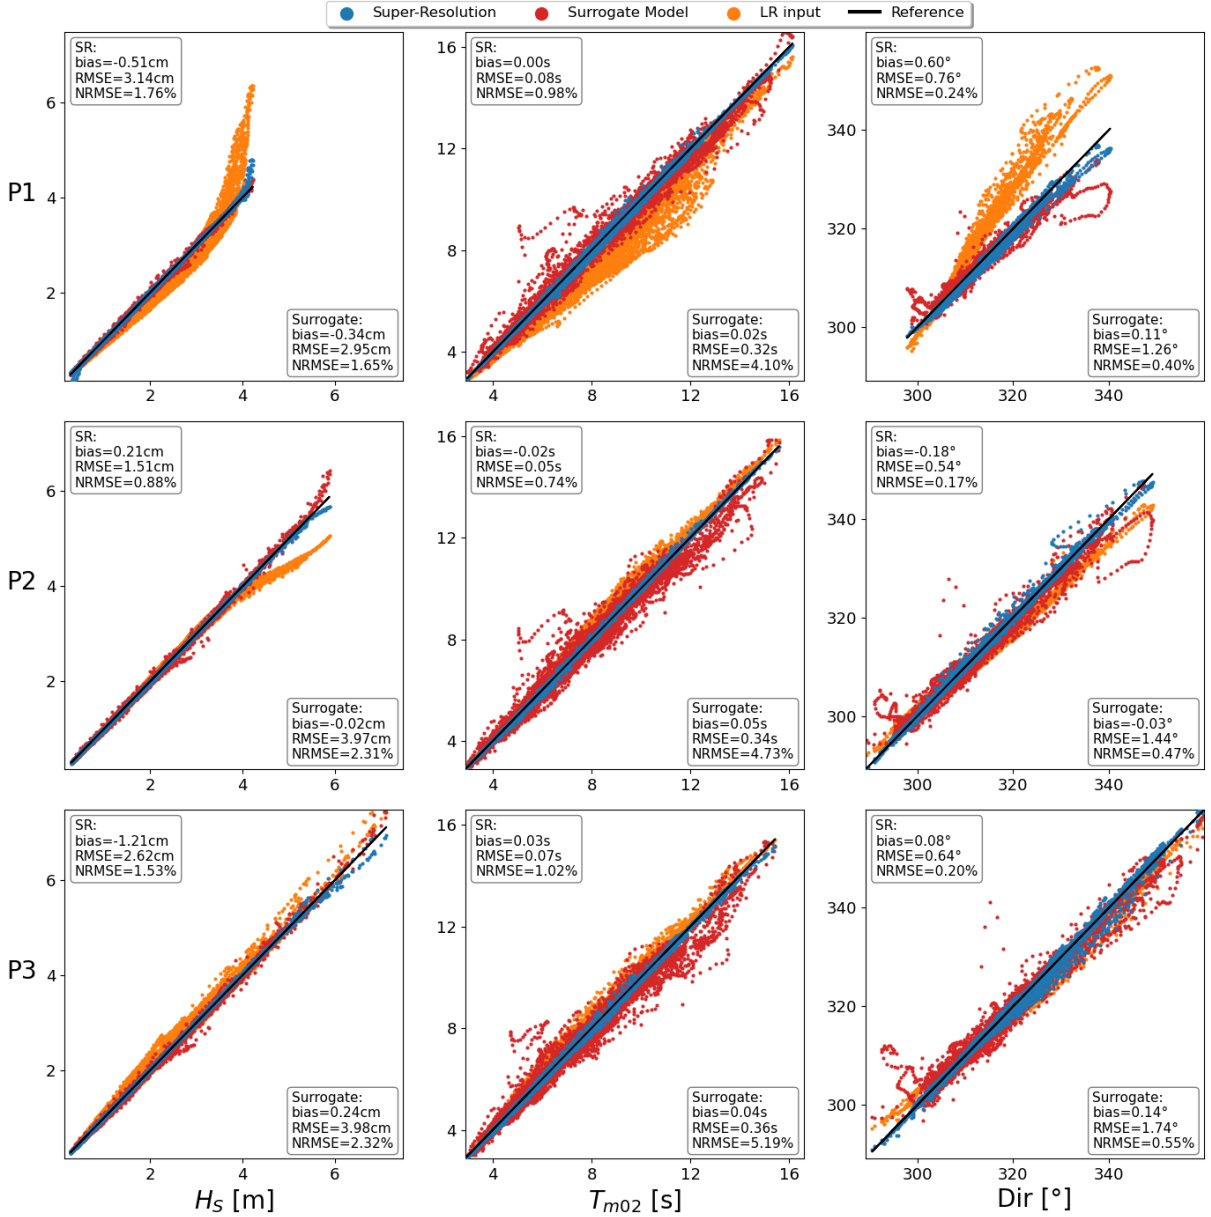 Super-Resolution Surrogate Model LR input Reference
SR:
bias=-0.51cm
RMSE=3.14cm
NRMSE=1.76%
Surrogate:
bias=-0.34cm
RMSE=2.95cm
NRMSE=1.65%
6
4
2
2 4 6
P1
SR:
bias=0.00s
RMSE=0.08s
NRMSE=0.98%
Surrogate:
bias=0.02s
RMSE=0.32s
NRMSE=4.10%
16
12
8
4
4 8 12 16
SR:
bias=0.60°
RMSE=0.76°
NRMSE=0.24%
Surrogate:
bias=0.11°
RMSE=1.26°
NRMSE=0.40%
340
320
300
300 320 340
SR:
bias=0.21cm
RMSE=1.51cm
NRMSE=0.88%
Surrogate:
bias=-0.02cm
RMSE=3.97cm
NRMSE=2.31%
6
4
2
2 4 6
P2
SR:
bias=-0.02s
RMSE=0.05s
NRMSE=0.74%
Surrogate:
bias=0.05s
RMSE=0.34s
NRMSE=4.73%
16
12
8
4
4 8 12 16
SR:
bias=-0.18°
RMSE=0.54°
NRMSE=0.17%
Surrogate:
bias=-0.03°
RMSE=1.44°
NRMSE=0.47%
340
320
300
300 320 340
SR:
bias=-1.21cm
RMSE=2.62cm
NRMSE=1.53%
Surrogate:
bias=0.24cm
RMSE=3.98cm
NRMSE=2.32%
6
4
2
2 4 6
P3
H_S [m]
SR:
bias=0.03s
RMSE=0.07s
NRMSE=1.02%
Surrogate:
bias=0.04s
RMSE=0.36s
NRMSE=5.19%
16
12
8
4
4 8 12 16
T_m02 [s]
SR:
bias=0.08°
RMSE=0.64°
NRMSE=0.20%
Surrogate:
bias=0.14°
RMSE=1.74°
NRMSE=0.55%
340
320
300
300 320 340
Dir [°]